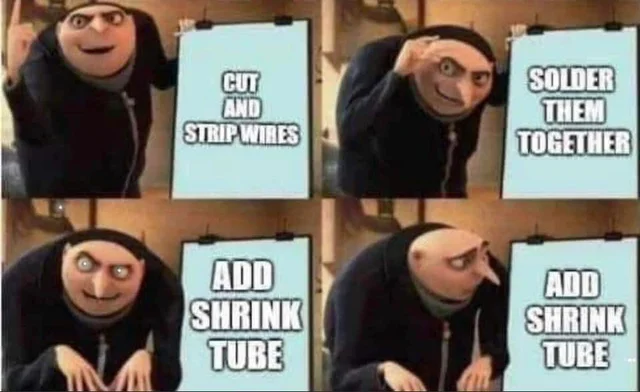 CUT
AND
STRIP WIRES
SOLDER
THEM
TOGETHER
ADD
SHRINK
TUBE
ADD
SHRINK
TUBE